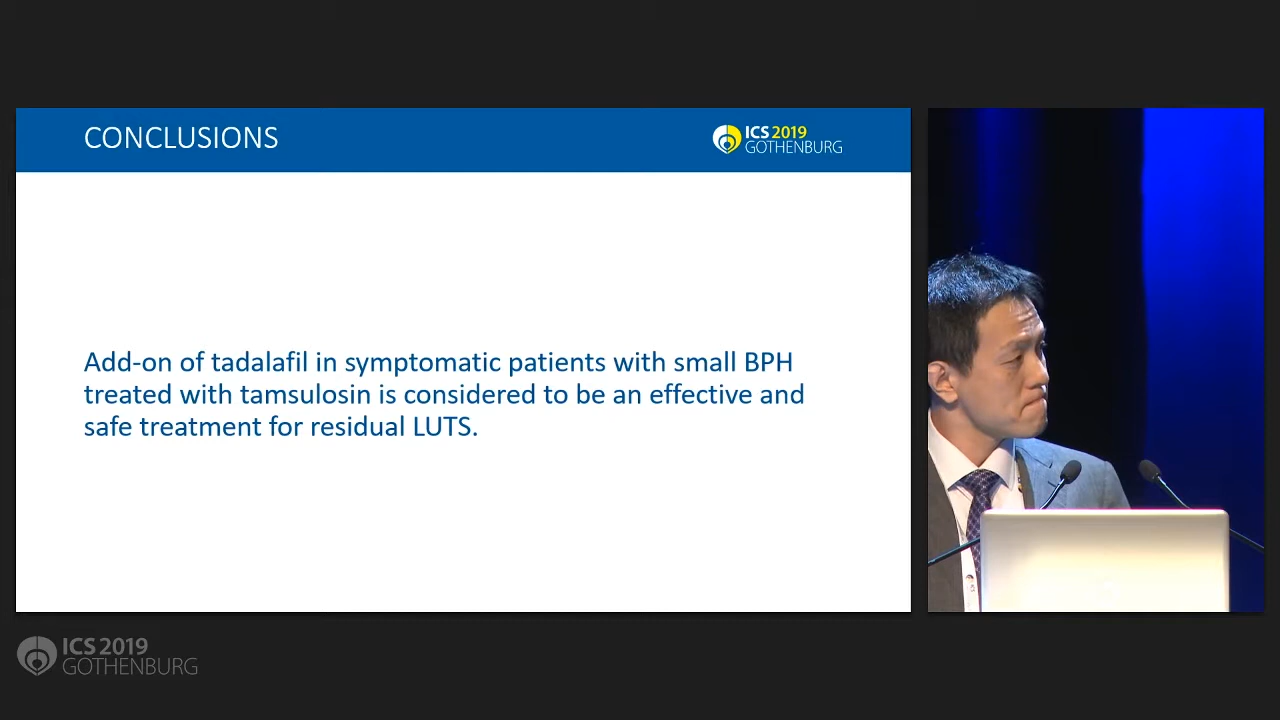 CONCLUSIONS
ICS 2019
GOTHENBURG
Add-on of tadalafil in symptomatic patients with small BPH
treated with tamsulosin is considered to be an effective and
safe treatment for residual LUTS.
ICS 2019
GOTHENBURG